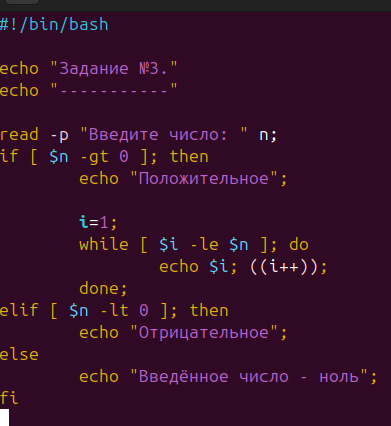 #!/bin/bash
echo "Задание №3."
echo "-----------"
read -p "Введите число: " n;
if [ $n -gt 0 ]; then
echo "Положительное";
i=1;
while [ $i -le $n ]; do
echo $i; ((i++));
done;
elif [ $n -lt 0 ]; then
echo "Отрицательное";
else
echo "Введённое число - ноль";
fi